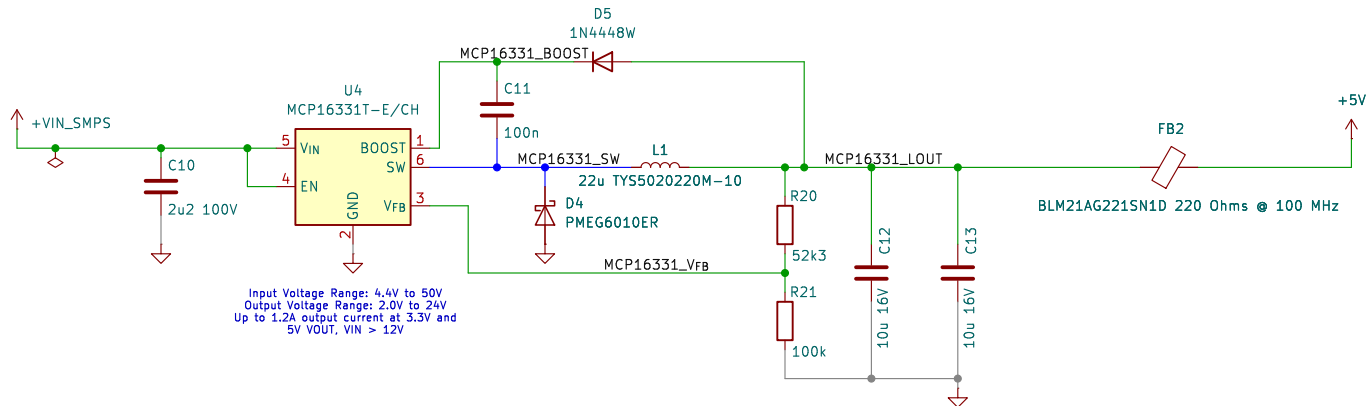 D5
1N4448W
MCP16331_BOOST
U4
MCP16331T-E/CH
C11
100n
+VIN_SMPS
C10
2u2 100V
5 VIN
4 EN
GND
2
BOOST 1
SW 6
VFB 3
MCP16331_SW
L1
22u TYS5020220M-10
MCP16331_LOUT
D4
PMEG6010ER
MCP16331_VFB
R20
52k3
R21
100k
C12
10u 16V
C13
10u 16V
FB2
BLM21AG221SN1D 220 Ohms @ 100 MHz
+5V
Input Voltage Range: 4.4V to 50V
Output Voltage Range: 2.0V to 24V
Up to 1.2A output current at 3.3V and
5V VOUT, VIN > 12V